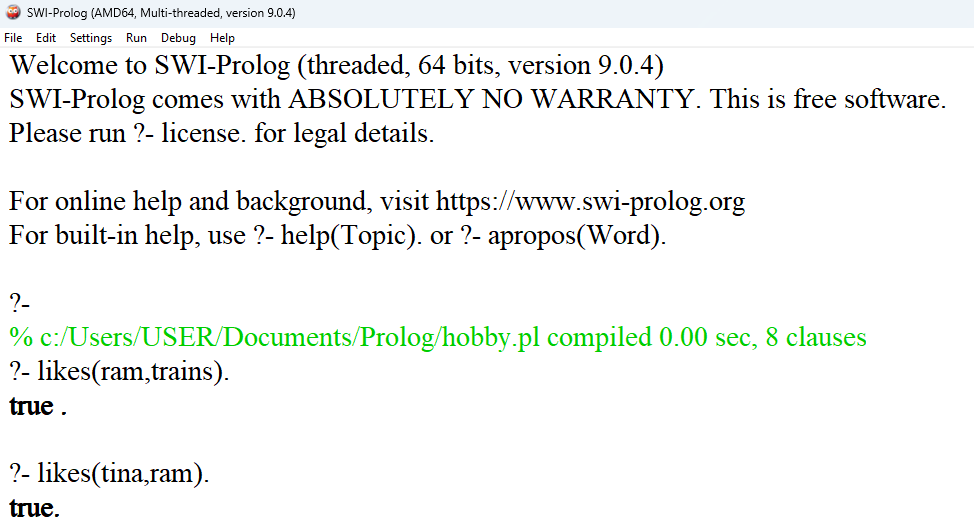 SWI-Prolog (AMD64, Multi-threaded, version 9.0.4)
File Edit Settings Run Debug Help
Welcome to SWI-Prolog (threaded, 64 bits, version 9.0.4)
SWI-Prolog comes with ABSOLUTELY NO WARRANTY. This is free software.
Please run ?- license. for legal details.
For online help and background, visit https://www.swi-prolog.org
For built-in help, use ?- help(Topic). or ?- apropos(Word).
?-
% c:/Users/USER/Documents/Prolog/hobby.pl compiled 0.00 sec, 8 clauses
?- likes(ram,trains).
true .
?- likes(tina,ram).
true.